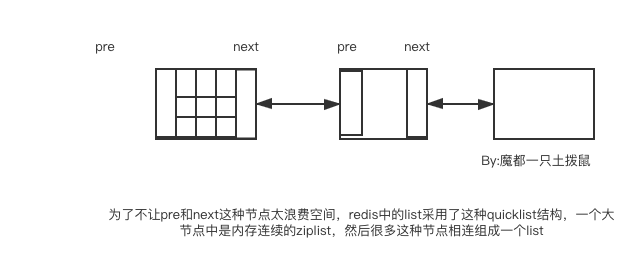 pre next pre next
By:魔都一只土拨鼠
为了不让pre和next这种节点太浪费空间，redis中的list采用了这种quicklist结构，一个大
节点中是内存连续的ziplist，然后很多这种节点相连组成一个list